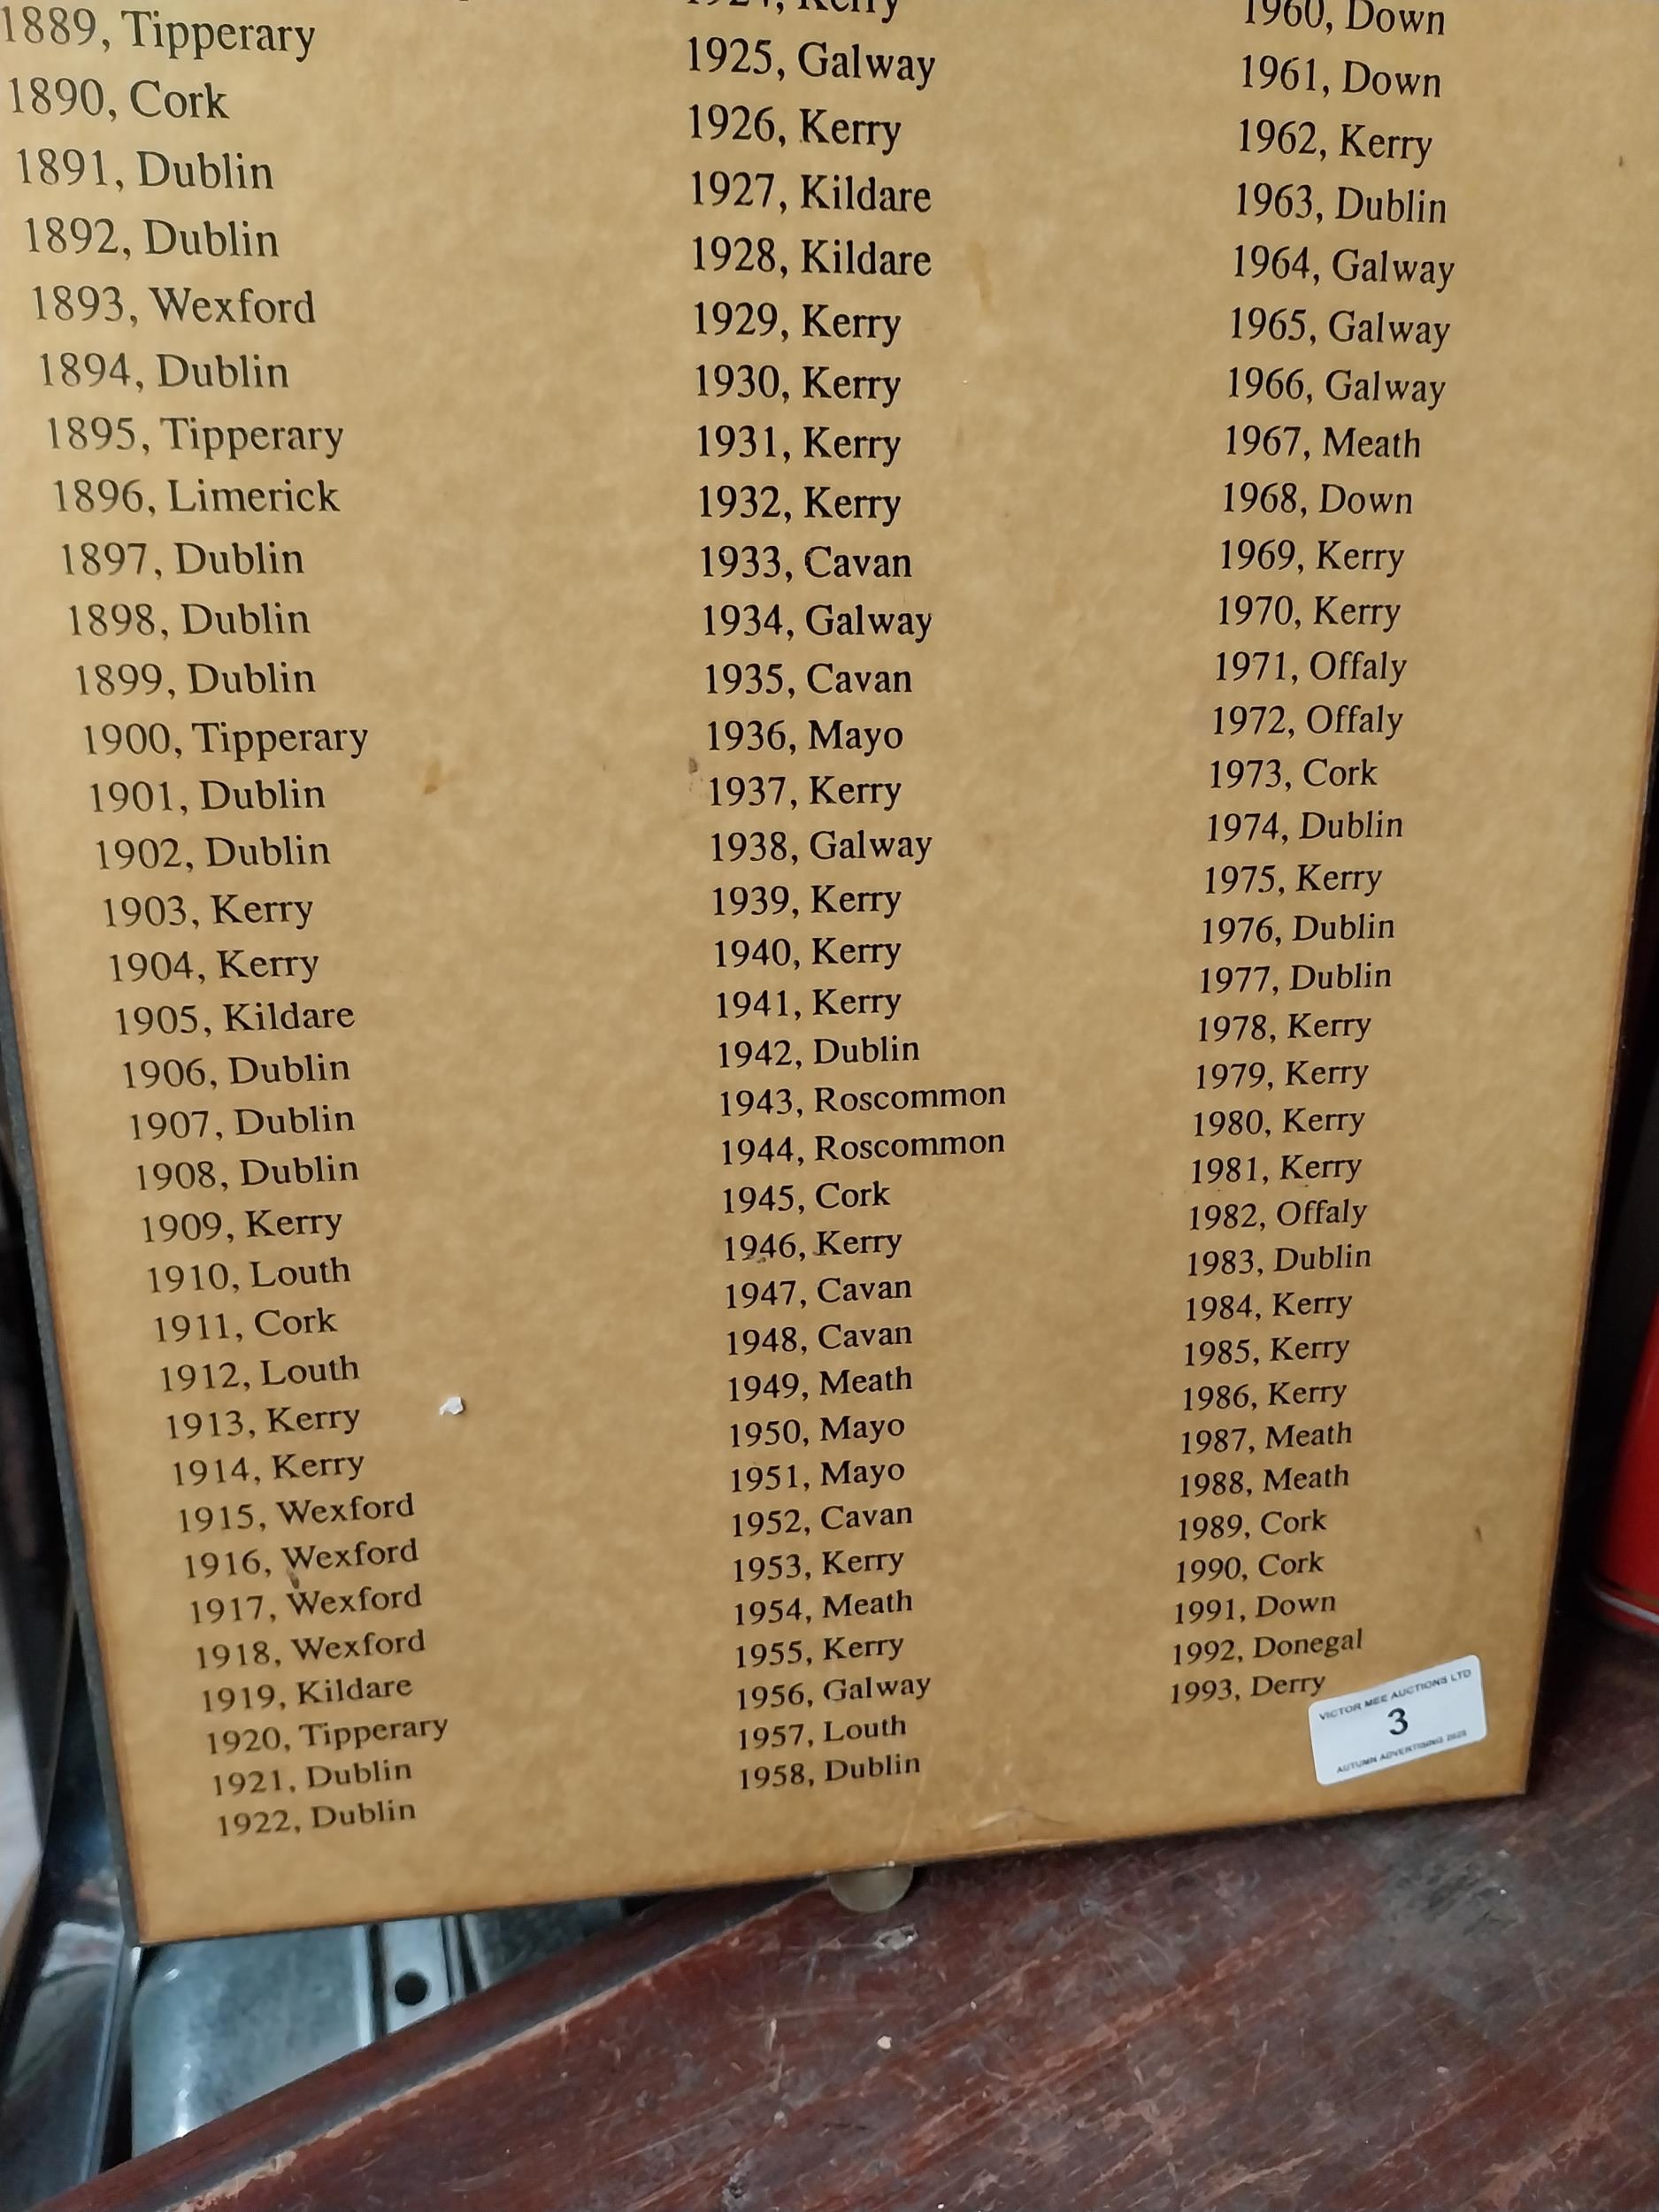 1889, Tipperary
1890, Cork
1891, Dublin
1892, Dublin
1893, Wexford
1894, Dublin
1895, Tipperary
1896, Limerick
1897, Dublin
1898, Dublin
1899, Dublin
1900, Tipperary
1901, Dublin
1902, Dublin
1903, Kerry
1904, Kerry
1905, Kildare
1906, Dublin
1907, Dublin
1908, Dublin
1909, Kerry
1910, Louth
1911, Cork
1912, Louth
1913, Kerry
1914, Kerry
1915, Wexford
1916, Wexford
1917, Wexford
1918, Wexford
1919, Kildare
1920, Tipperary
1921, Dublin
1922, Dublin
1924, Kerry
1925, Galway
1926, Kerry
1927, Kildare
1928, Kildare
1929, Kerry
1930, Kerry
1931, Kerry
1932, Kerry
1933, Cavan
1934, Galway
1935, Cavan
1936, Mayo
1937, Kerry
1938, Galway
1939, Kerry
1940, Kerry
1941, Kerry
1942, Dublin
1943, Roscommon
1944, Roscommon
1945, Cork
1946, Kerry
1947, Cavan
1948, Cavan
1949, Meath
1950, Mayo
1951, Mayo
1952, Cavan
1953, Kerry
1954, Meath
1955, Kerry
1956, Galway
1957, Louth
1958, Dublin
1960, Down
1961, Down
1962, Kerry
1963, Dublin
1964, Galway
1965, Galway
1966, Galway
1967, Meath
1968, Down
1969, Kerry
1970, Kerry
1971, Offaly
1972, Offaly
1973, Cork
1974, Dublin
1975, Kerry
1976, Dublin
1977, Dublin
1978, Kerry
1979, Kerry
1980, Kerry
1981, Kerry
1982, Offaly
1983, Dublin
1984, Kerry
1985, Kerry
1986, Kerry
1987, Meath
1988, Meath
1989, Cork
1990, Cork
1991, Down
1992, Donegal
1993, Derry
VICTOR MEE AUCTIONS LTD
3
AUTUMN ADVERTISING